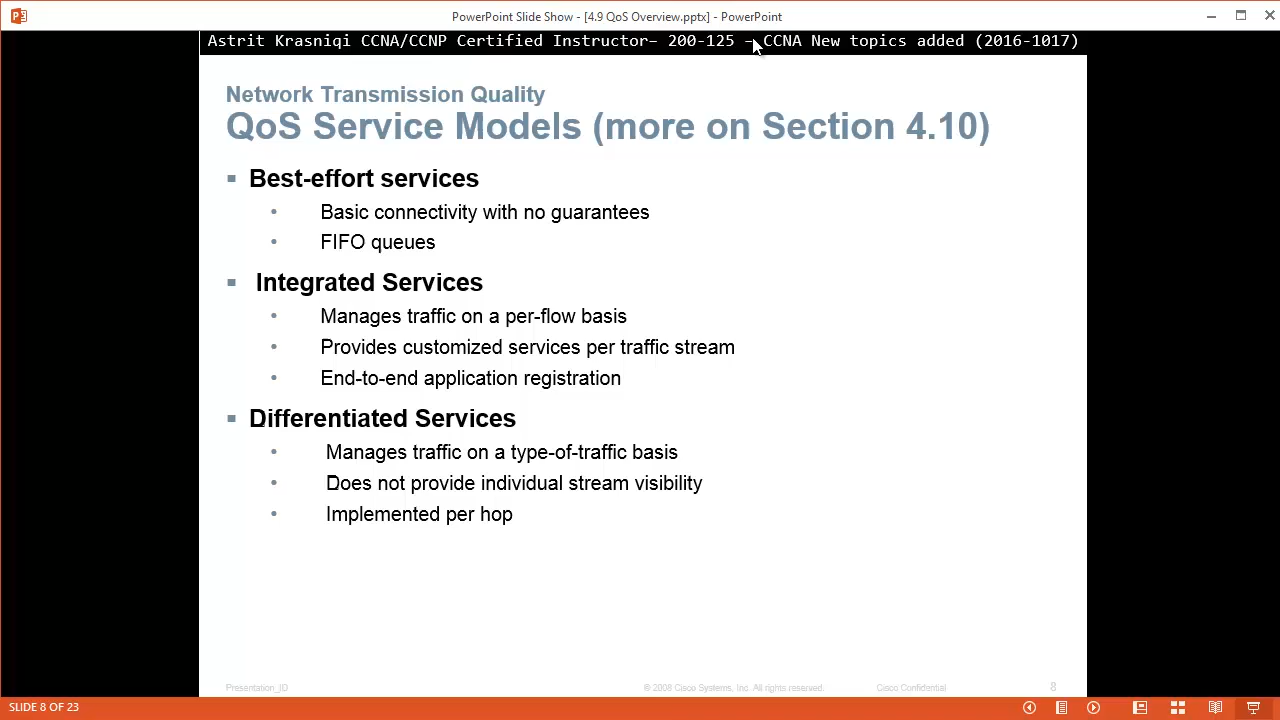 PowerPoint Slide Show - [4.9 QoS Overview.pptx] - PowerPoint
Astrit Krasniqi CCNA/CCNP Certified Instructor– 200-125 – CCNA New topics added (2016-1017)
Network Transmission Quality
QoS Service Models (more on Section 4.10)
Best-effort services
Basic connectivity with no guarantees
FIFO queues
Integrated Services
Manages traffic on a per-flow basis
Provides customized services per traffic stream
End-to-end application registration
Differentiated Services
Manages traffic on a type-of-traffic basis
Does not provide individual stream visibility
Implemented per hop
Presentation_ID © 2008 Cisco Systems, Inc. All rights reserved. Cisco Confidential 8
SLIDE 8 OF 23